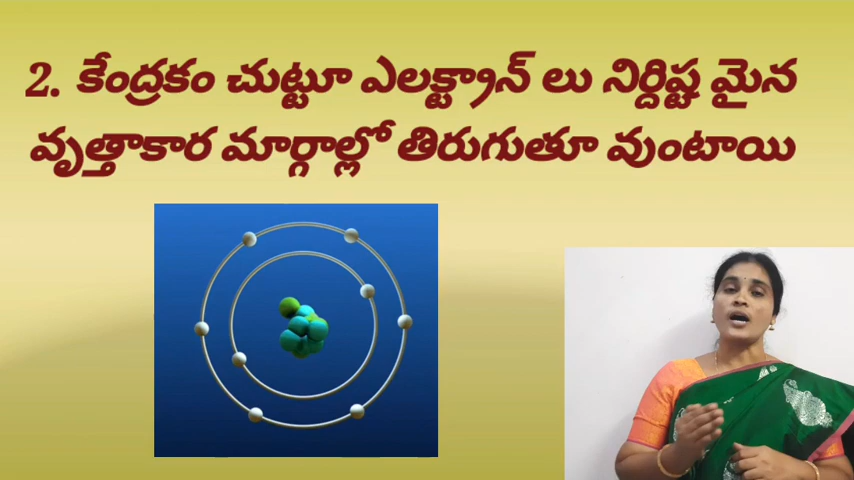 2. కేంద్రకం చుట్టూ ఎలక్ట్రాన్ లు నిర్దిష్ట మైన
వృత్తాకార మార్గాల్లో తిరుగుతూ వుంటాయి